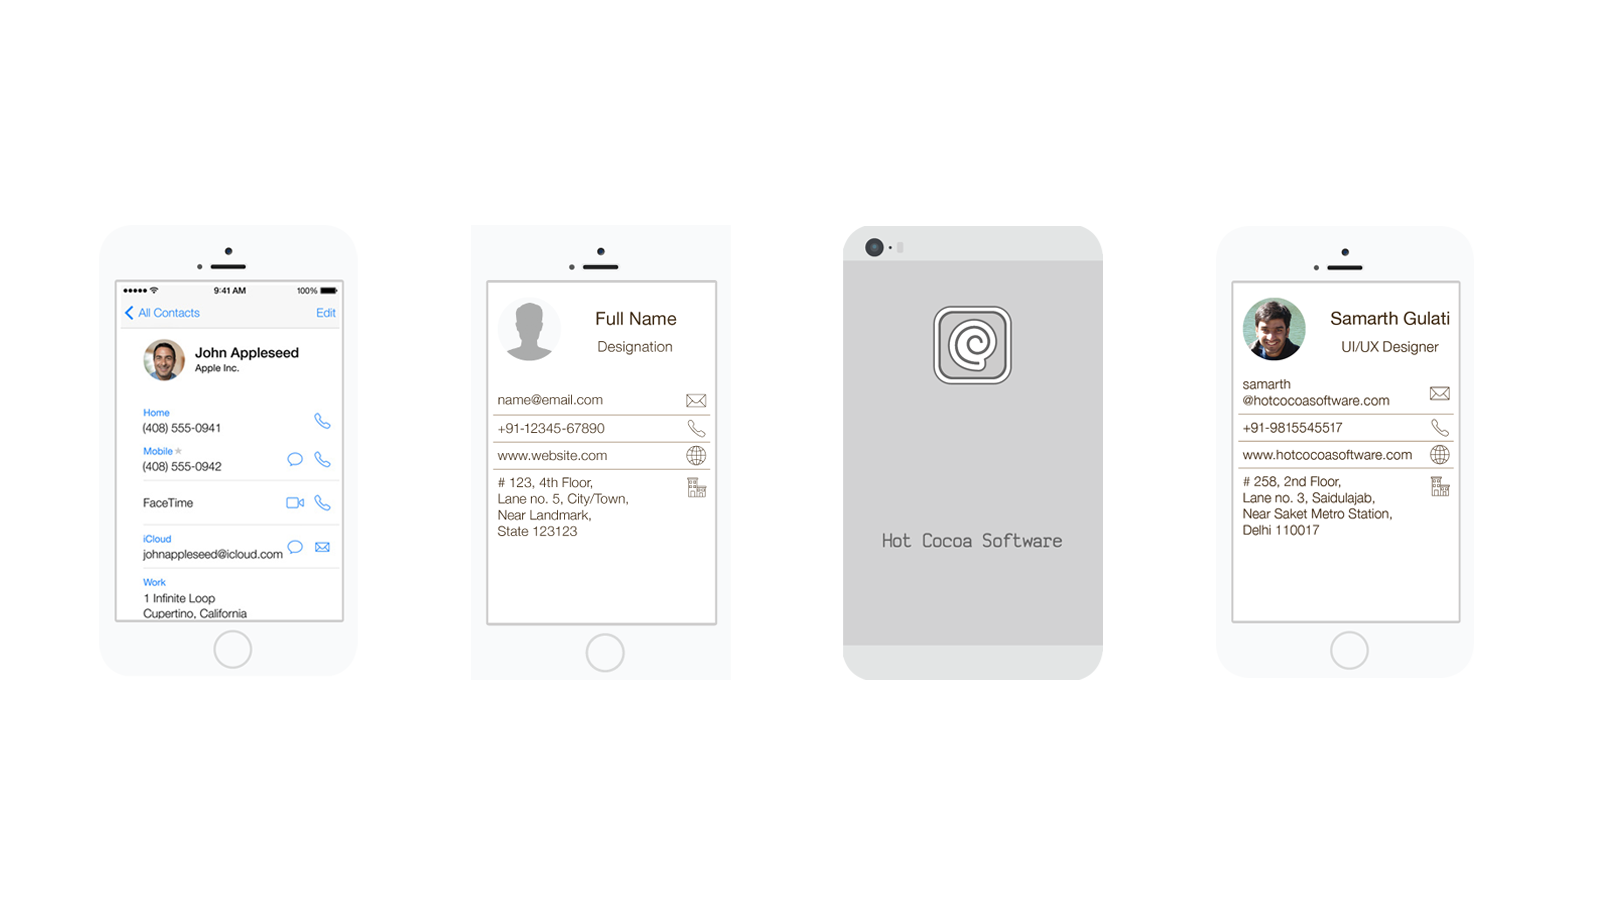 9:41 AM
100%
All Contacts
Edit
John Appleseed
Apple Inc.
Home
(408) 555-0941
Mobile
(408) 555-0942
FaceTime
iCloud
johnappleseed@icloud.com
Work
1 Infinite Loop
Cupertino, California
Full Name
Designation
name@email.com
+91-12345-67890
www.website.com
# 123, 4th Floor,
Lane no. 5, City/Town,
Near Landmark,
State 123123
Hot Cocoa Software
Samarth Gulati
UI/UX Designer
samarth
@hotcocoasoftware.com
+91-9815545517
www.hotcocoasoftware.com
# 258, 2nd Floor,
Lane no. 3, Saidulajab,
Near Saket Metro Station,
Delhi 110017